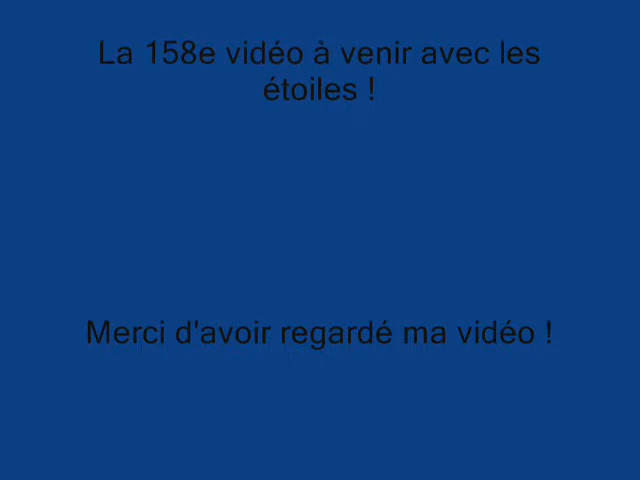 La 158e vidéo à venir avec les
étoiles !
Merci d'avoir regardé ma vidéo !